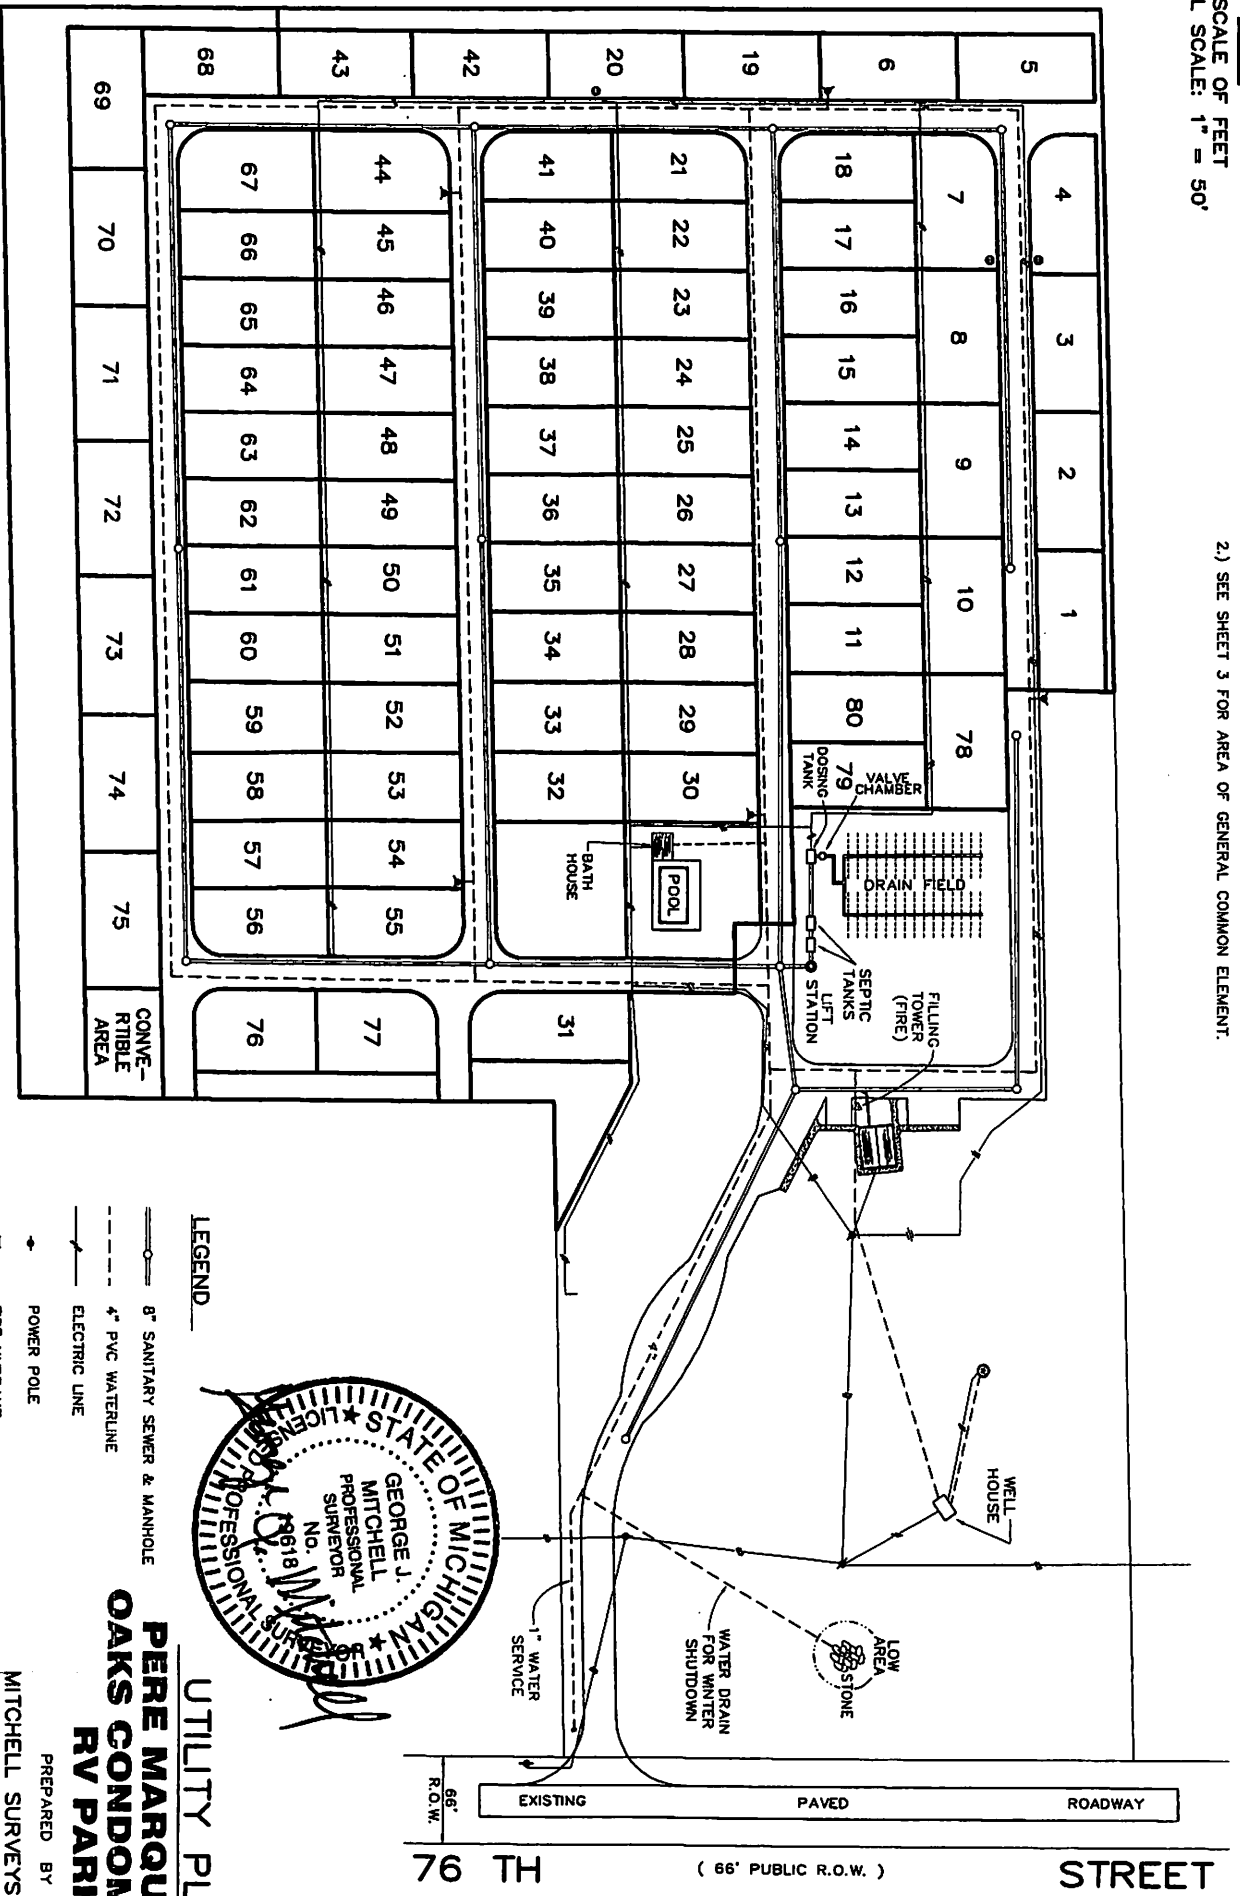 SCALE OF FEET
L SCALE: 1" = 50'
2.) SEE SHEET 3 FOR AREA OF GENERAL COMMON ELEMENT.
5
6
19
20
42
43
68
4
3
2
1
7
8
9
10
78
18
17
16
15
14
13
12
11
80
79
VALVE
CHAMBER
DOSING
TANK
DRAIN FIELD
SEPTIC
TANKS
LIFT
STATION
FILLING
TOWER
(FIRE)
21
22
23
24
25
26
27
28
29
30
BATH
HOUSE
POOL
41
40
39
38
37
36
35
34
33
32
31
44
45
46
47
48
49
50
51
52
53
54
55
77
67
66
65
64
63
62
61
60
59
58
57
56
76
69
70
71
72
73
74
75
CONVE-
RTIBLE
AREA
WELL
HOUSE
LOW
AREA
STONE
WATER DRAIN
FOR WINTER
SHUTDOWN
1" WATER
SERVICE
EXISTING PAVED ROADWAY
66'
R.O.W.
76 TH ( 66' PUBLIC R.O.W. ) STREET
LEGEND
8" SANITARY SEWER & MANHOLE
4" PVC WATERLINE
ELECTRIC LINE
POWER POLE
STATE OF MICHIGAN
GEORGE J.
MITCHELL
PROFESSIONAL
SURVEYOR
No.
19618
LICENSED PROFESSIONAL SURVEYOR
UTILITY PL
PERE MARQU
OAKS CONDOM
RV PARK
PREPARED BY
MITCHELL SURVEYS